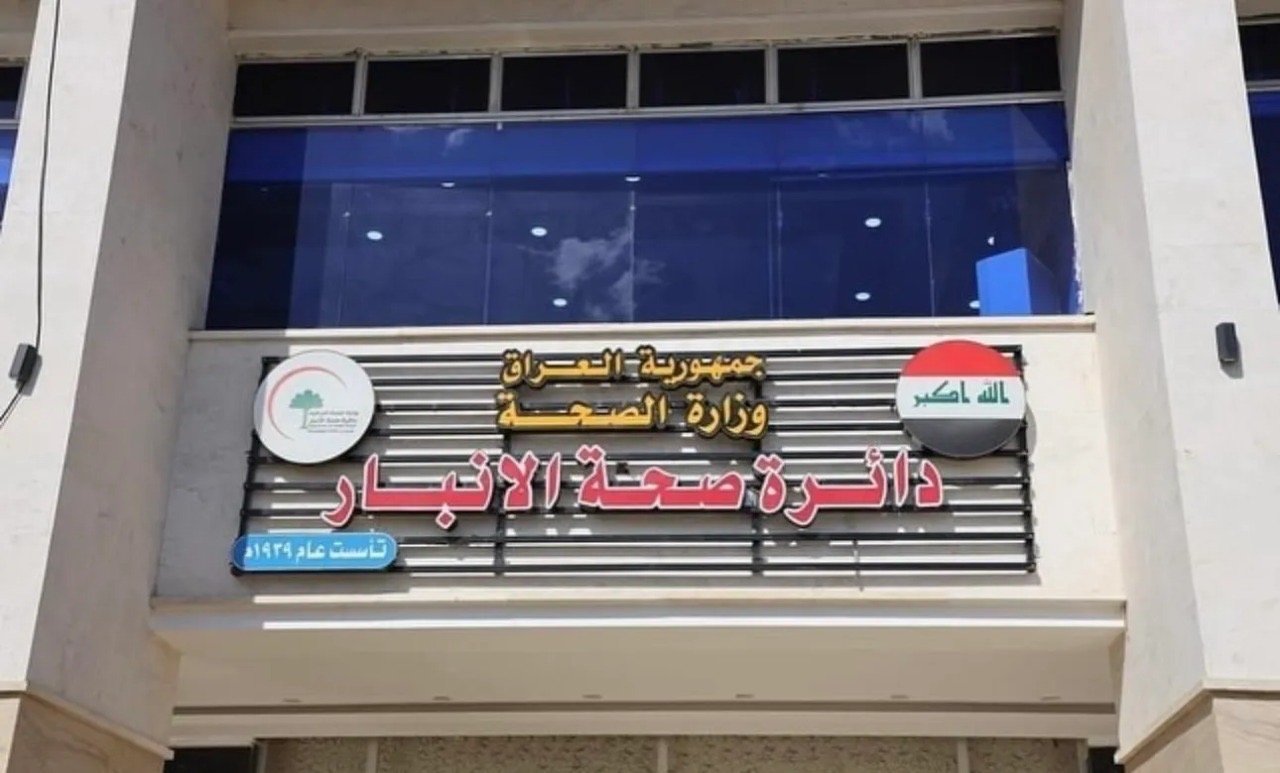 جمهورية العراق
وزارة الصحة
دائرة صحة الانبار
تأسست عام ١٩٣٩م
الله اكبر